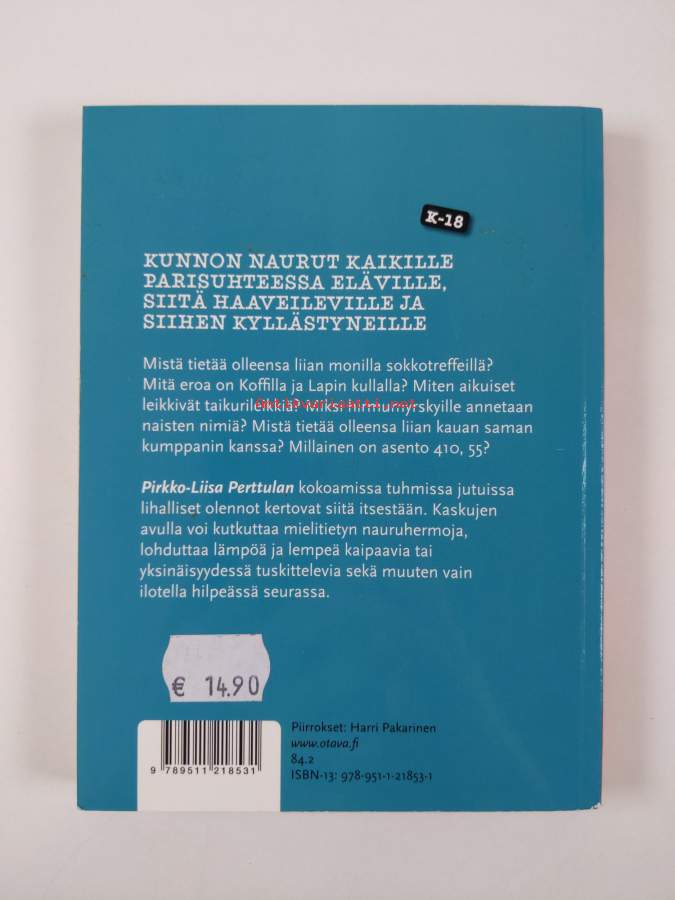 K-18
KUNNON NAURUT KAIKILLE
PARISUHTEESSA ELÄVILLE,
SIITÄ HAAVEILEVILLE JA
SIIHEN KYLLÄSTYNEILLE
Mistä tietää olleensa liian monilla sokkotreffeillä?
Mitä eroa on Koffilla ja Lapin kullalla? Miten aikuiset
leikkivät taikurileikkiä? Miksi hirmumyrskyille annetaan
naisten nimiä? Mistä tietää olleensa liian kauan saman
kumppanin kanssa? Millainen on asento 410, 55?
Pirkko-Liisa Perttulan kokoamissa tuhmissa jutuissa
lihalliset olennot kertovat siitä itsestään. Kaskujen
avulla voi kutkuttaa mielitietyn nauruhermoja,
lohduttaa lämpöä ja lempeä kaipaavia tai
yksinäisyydessä tuskittelevia sekä muuten vain
ilotella hilpeässä seurassa.
€ 14.90
Piirrokset: Harri Pakarinen
www.otava.fi
84.2
ISBN-13: 978-951-1-21853-1
9 789511 218531